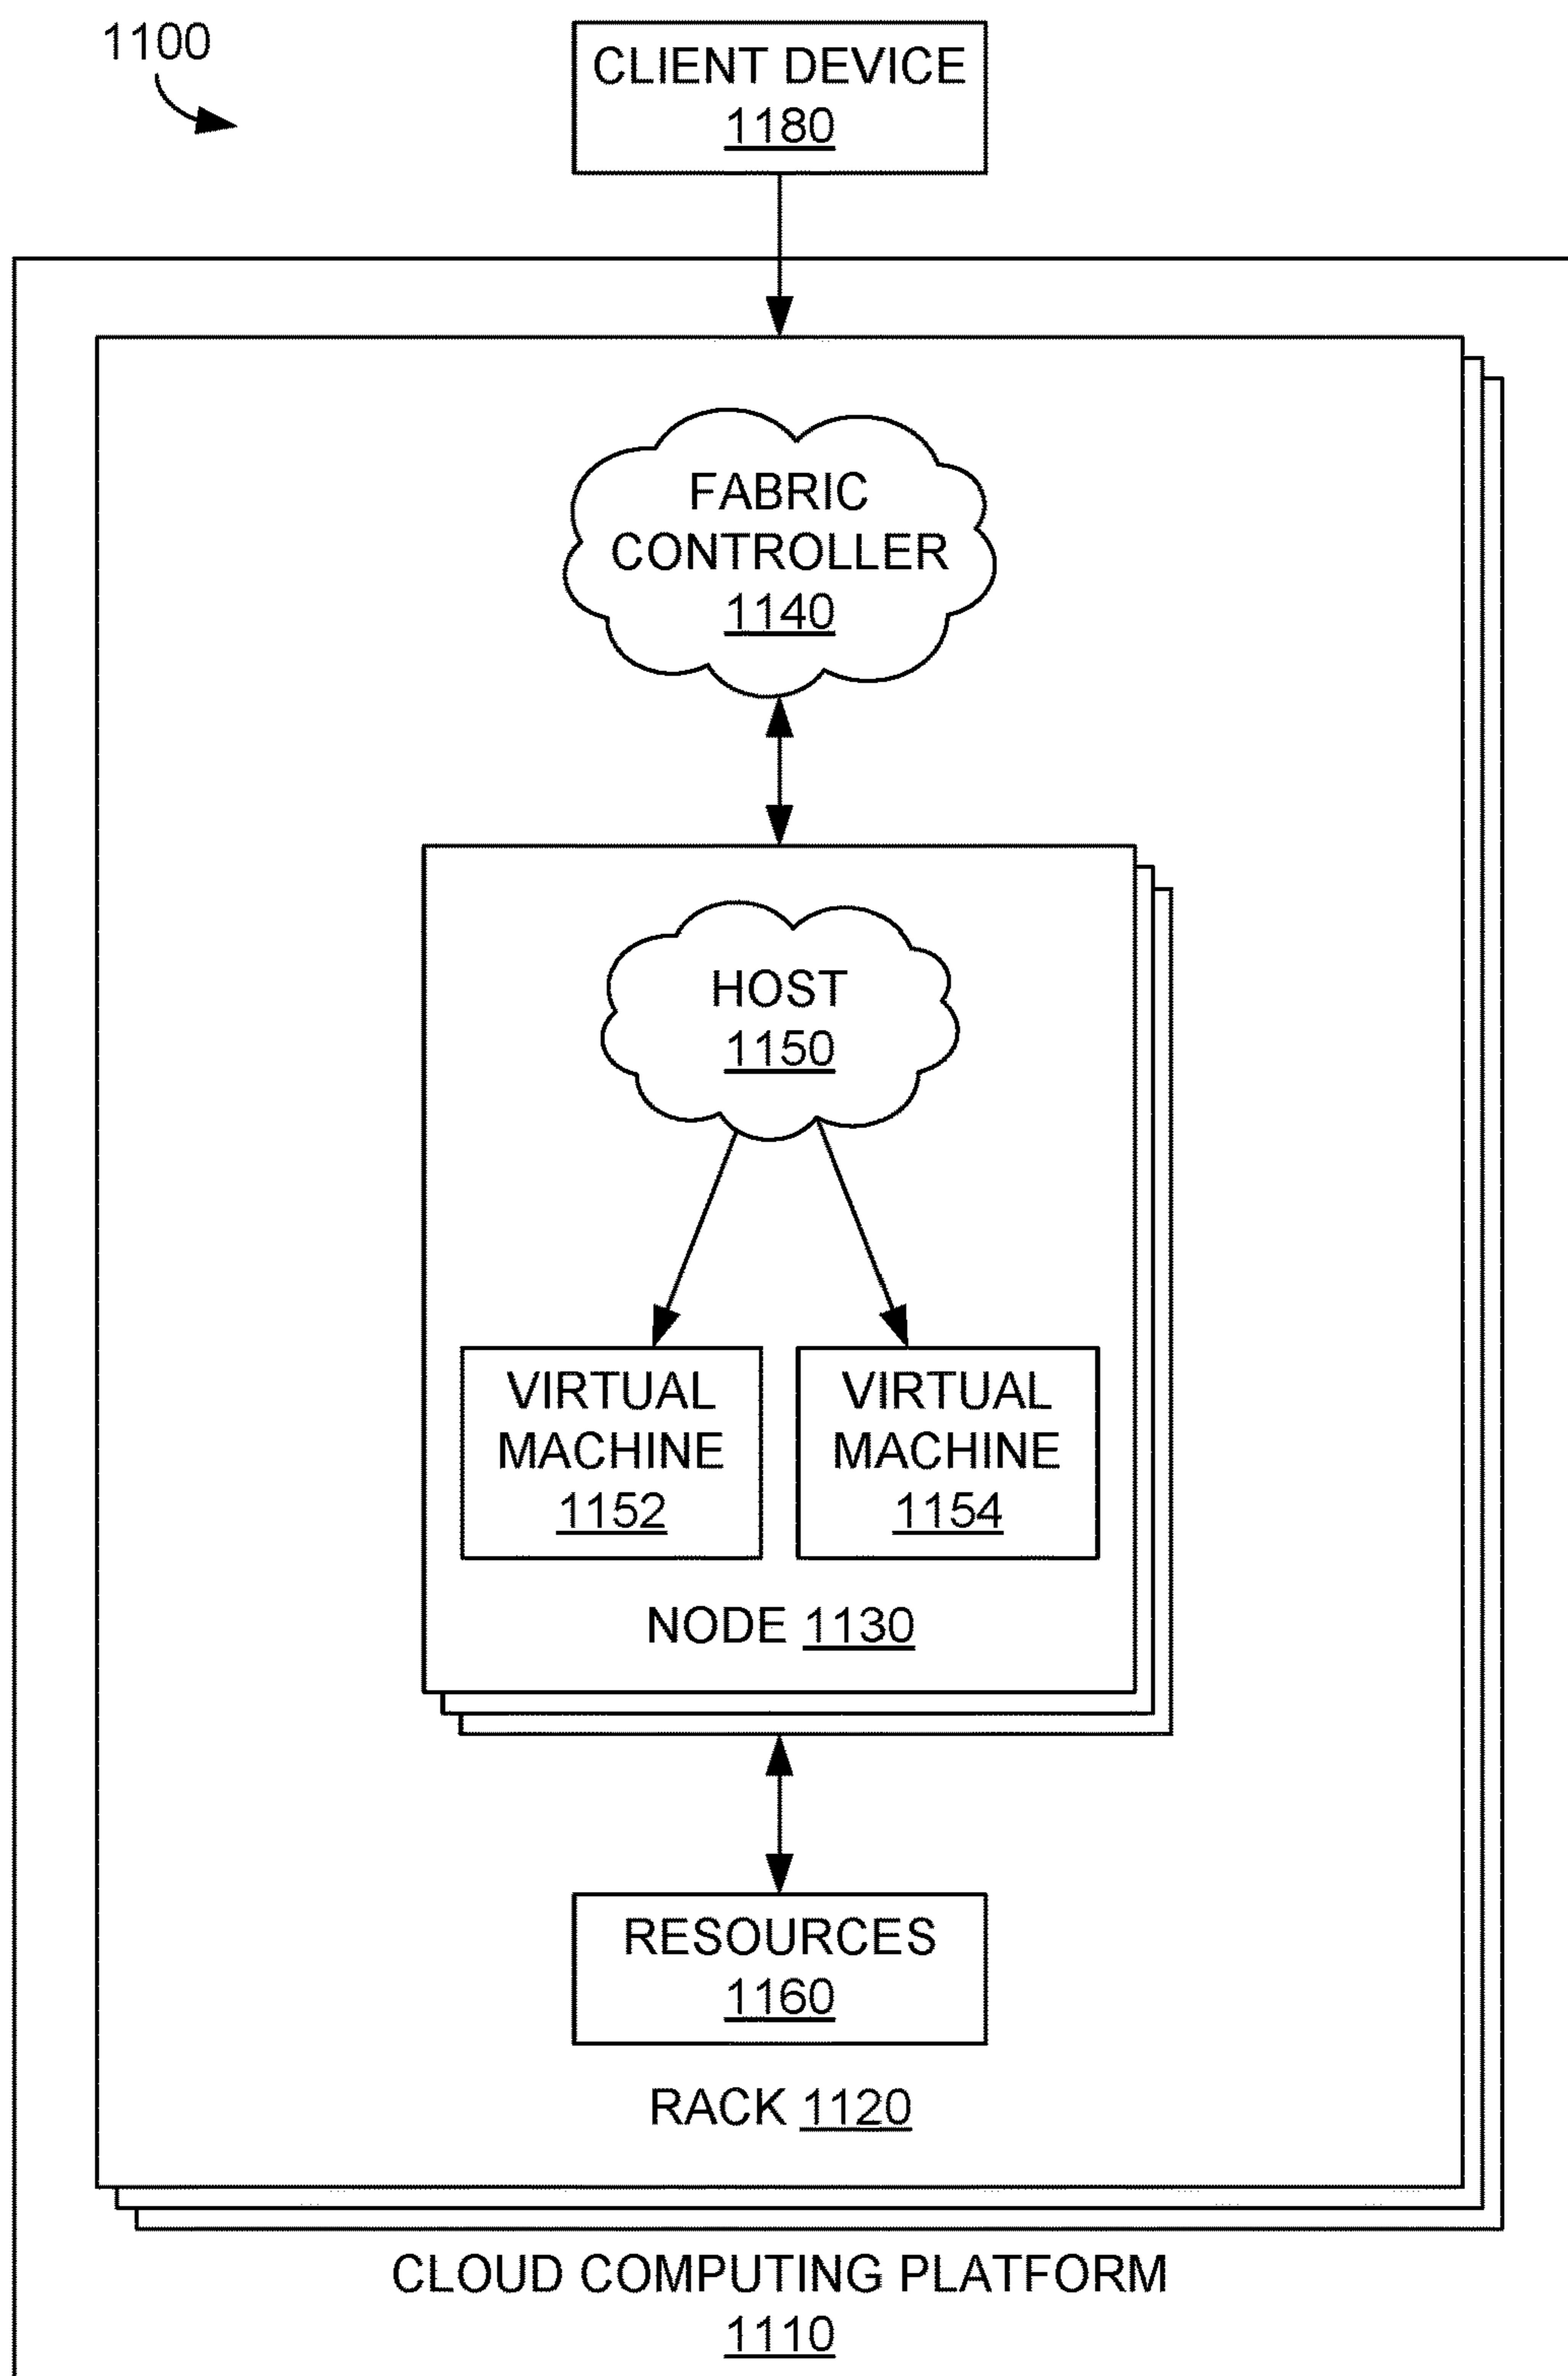 1100
CLIENT DEVICE
1180
FABRIC
CONTROLLER
1140
HOST
1150
VIRTUAL
MACHINE
1152
VIRTUAL
MACHINE
1154
NODE 1130
RESOURCES
1160
RACK 1120
CLOUD COMPUTING PLATFORM
1110